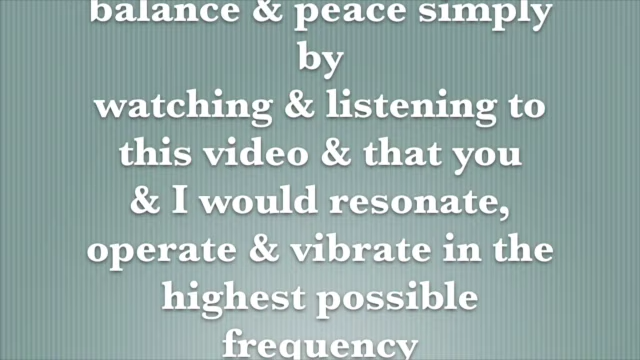 balance & peace simply
by
watching & listening to
this video & that you
& I would resonate,
operate & vibrate in the
highest possible
frequency